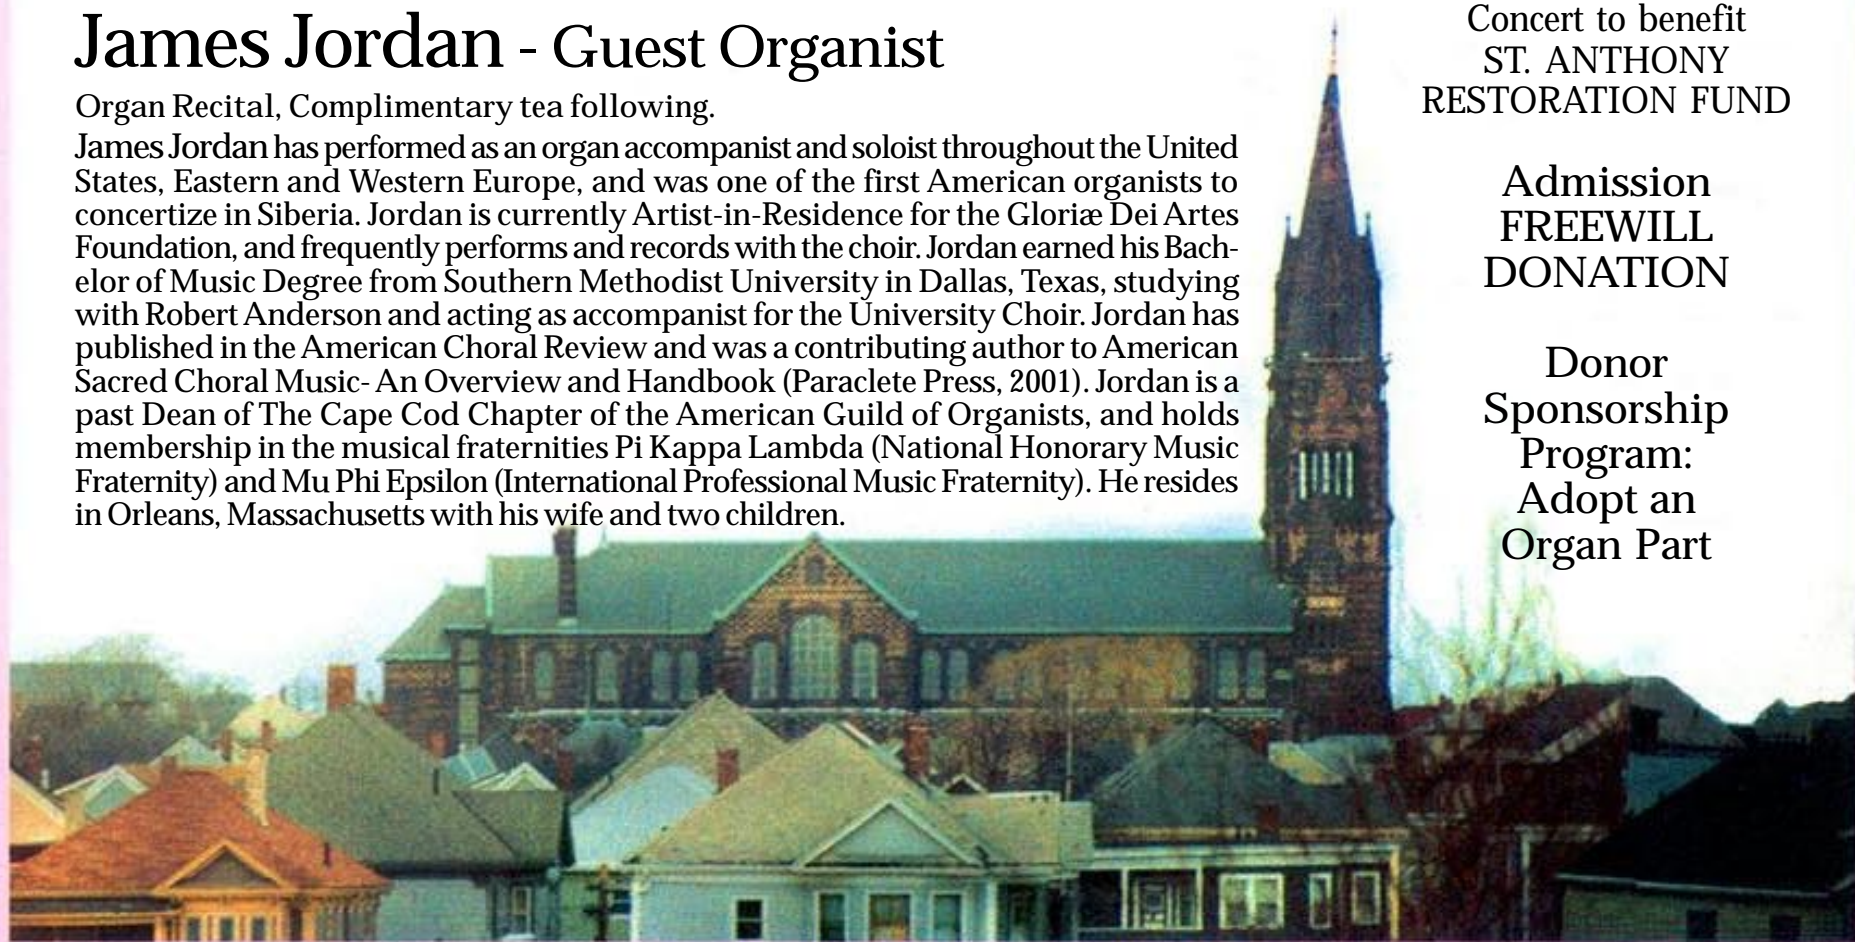 James Jordan - Guest Organist
Organ Recital, Complimentary tea following.
James Jordan has performed as an organ accompanist and soloist throughout the United
States, Eastern and Western Europe, and was one of the first American organists to
concertize in Siberia. Jordan is currently Artist-in-Residence for the Gloriæ Dei Artes
Foundation, and frequently performs and records with the choir. Jordan earned his Bach-
elor of Music Degree from Southern Methodist University in Dallas, Texas, studying
with Robert Anderson and acting as accompanist for the University Choir. Jordan has
published in the American Choral Review and was a contributing author to American
Sacred Choral Music- An Overview and Handbook (Paraclete Press, 2001). Jordan is a
past Dean of The Cape Cod Chapter of the American Guild of Organists, and holds
membership in the musical fraternities Pi Kappa Lambda (National Honorary Music
Fraternity) and Mu Phi Epsilon (International Professional Music Fraternity). He resides
in Orleans, Massachusetts with his wife and two children.
Concert to benefit
ST. ANTHONY
RESTORATION FUND
Admission
FREEWILL
DONATION
Donor
Sponsorship
Program:
Adopt an
Organ Part